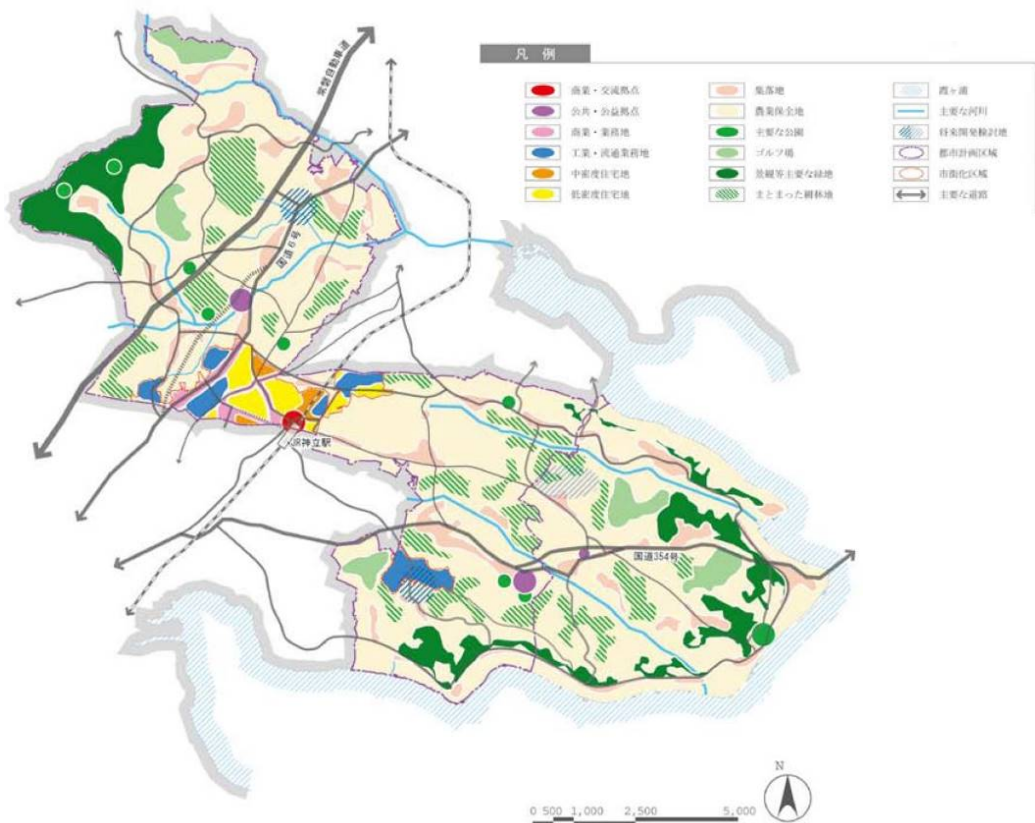 凡 例
商業・交流拠点
公共・公益拠点
商業・業務地
工業・流通業務地
中密度住宅地
低密度住宅地
集落地
農業保全地
主要な公園
ゴルフ場
景観等主要な緑地
まとまった樹林地
霞ヶ浦
主要な河川
将来開発検討地
都市計画区域
市街化区域
主要な道路
常磐自動車道
国道6号
JR神立駅
国道354号
N
0 500 1,000 2,500 5,000